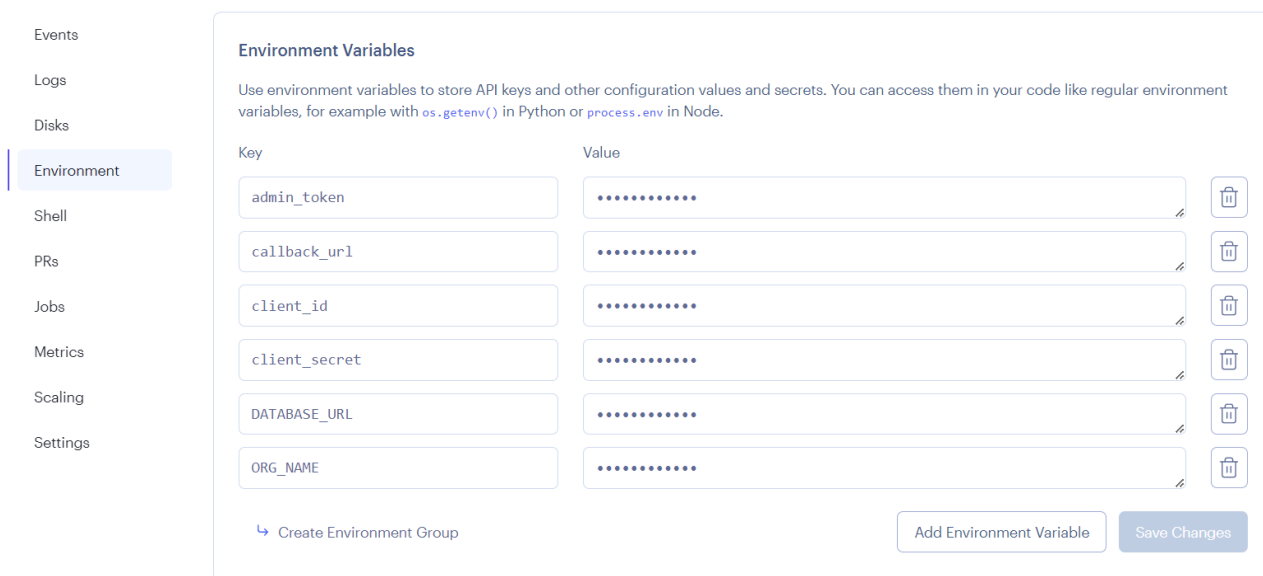 Events
Logs
Disks
Environment
Shell
PRs
Jobs
Metrics
Scaling
Settings
Environment Variables
Use environment variables to store API keys and other configuration values and secrets. You can access them in your code like regular environment
variables, for example with os.getenv() in Python or process.env in Node.
Key Value
admin_token ••••••••••••
callback_url ••••••••••••
client_id ••••••••••••
client_secret ••••••••••••
DATABASE_URL ••••••••••••
ORG_NAME ••••••••••••
Create Environment Group Add Environment Variable Save Changes